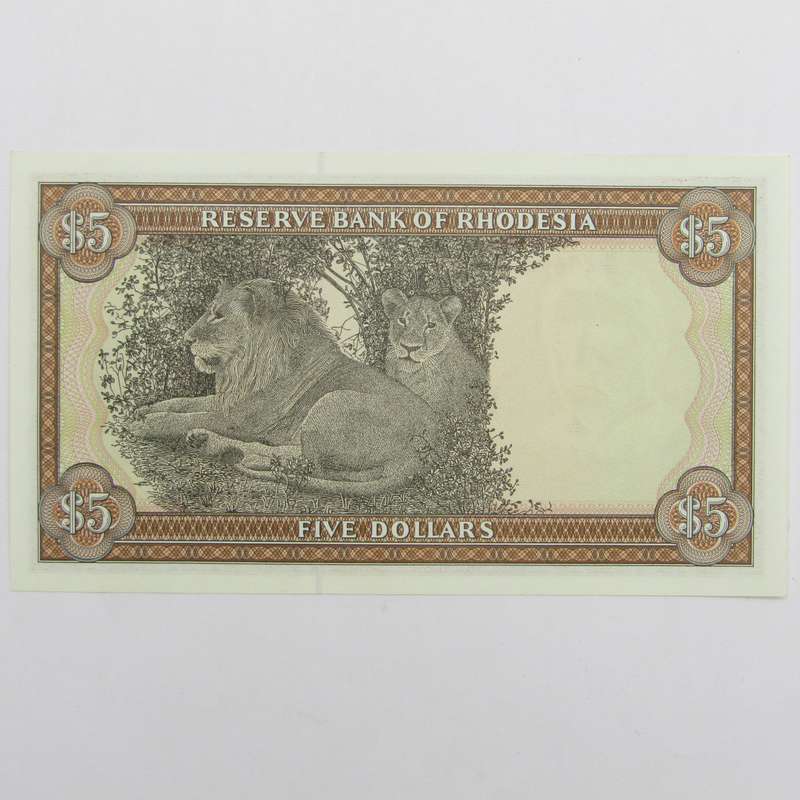 $5 RESERVE BANK OF RHODESIA $5
$5 FIVE DOLLARS $5